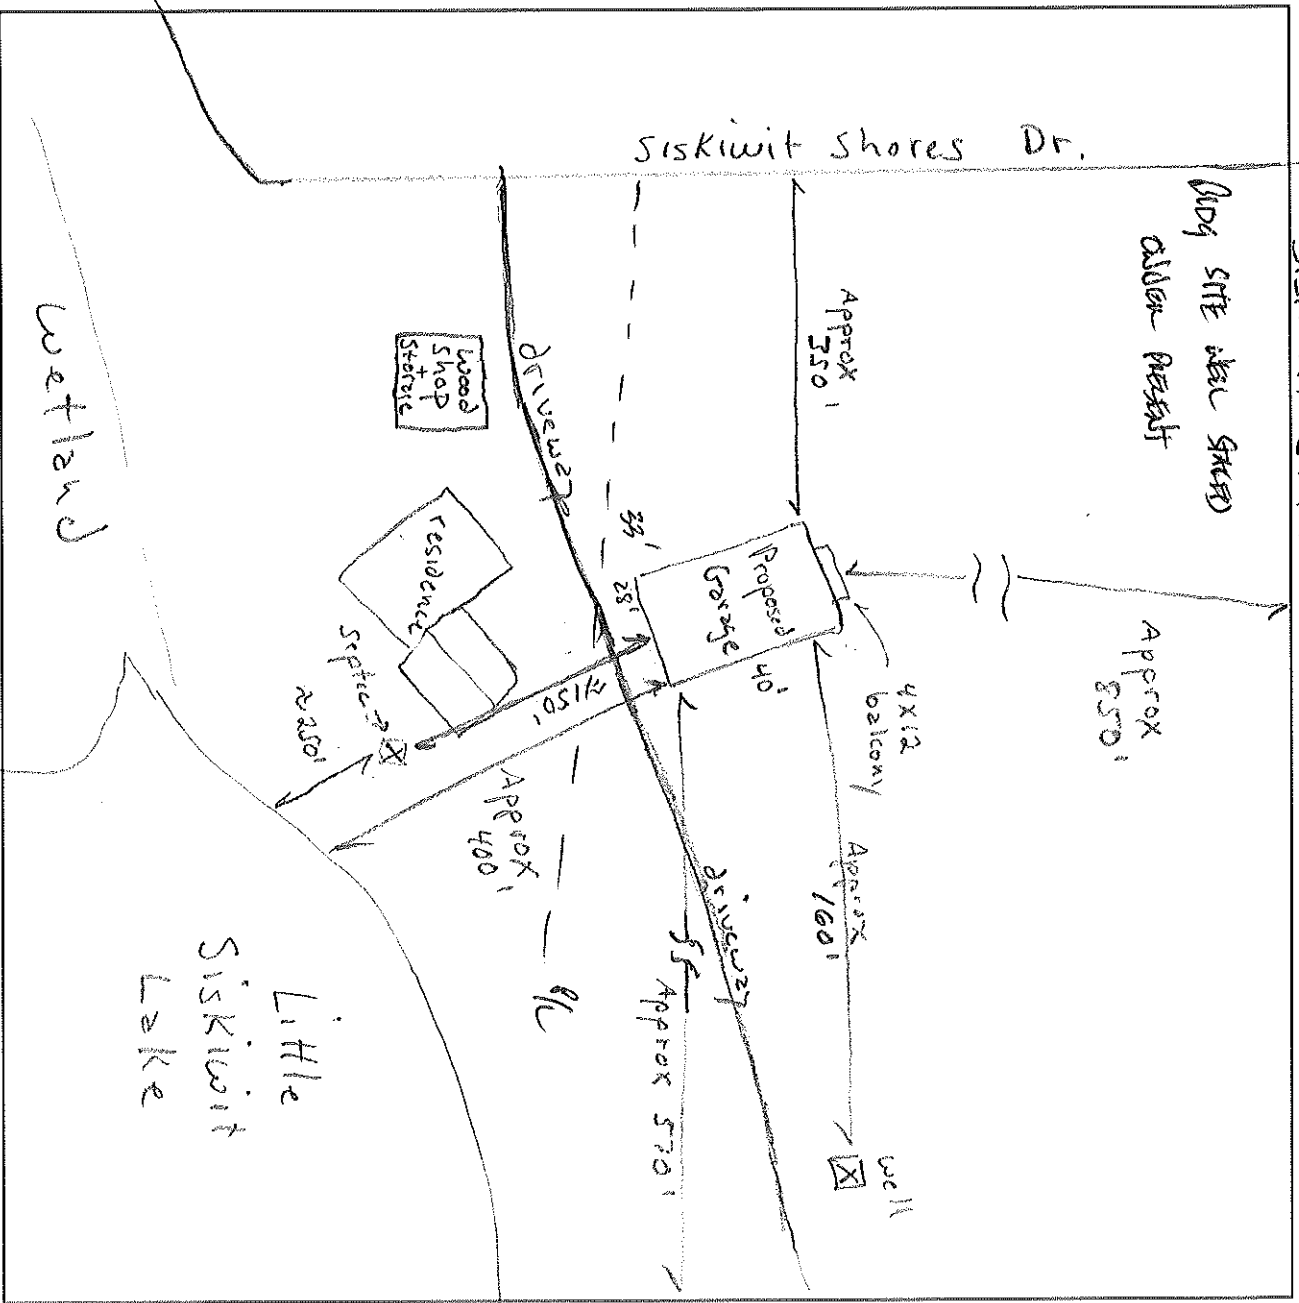 Siskiwit Shores Dr.
Bldg SITE WELL STAKED
OWNER PRESENT
Approx
350'
driveway
wood
shop
+
storage
wetland
33'
28'
Proposed
Garage
40'
residence
septic →
X
≈250'
≈150'
Approx
400'
4x12
balcony
Approx
850'
Approx
160'
driveway
Approx 570'
P/L
X
well
Little
Siskiwit
Lake